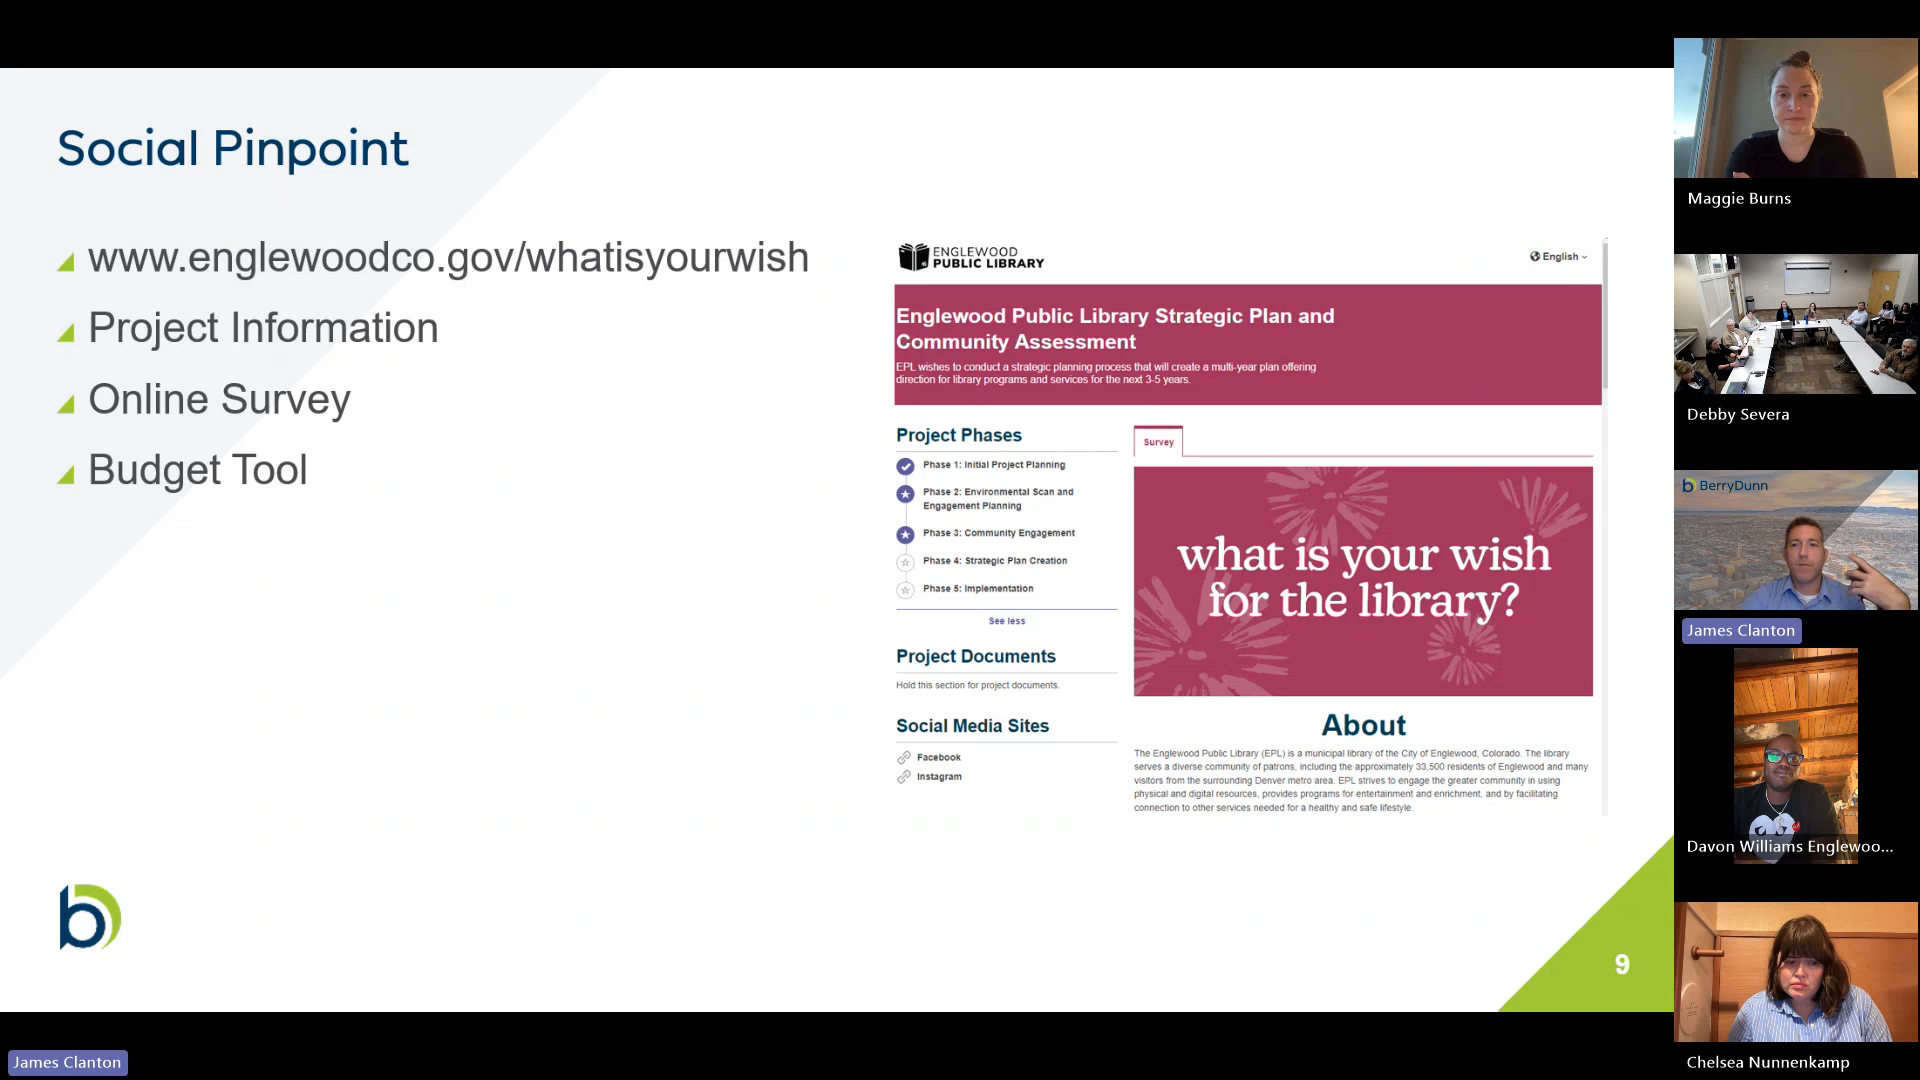 Social Pinpoint
www.englewoodco.gov/whatisyourwish
Project Information
Online Survey
Budget Tool
ENGLEWOOD
PUBLIC LIBRARY
English
Englewood Public Library Strategic Plan and
Community Assessment
EPL wishes to conduct a strategic planning process that will create a multi-year plan offering
direction for library programs and services for the next 3-5 years.
Project Phases
Phase 1: Initial Project Planning
Phase 2: Environmental Scan and
Engagement Planning
Phase 3: Community Engagement
Phase 4: Strategic Plan Creation
Phase 5: Implementation
See less
Project Documents
Hold this section for project documents.
Social Media Sites
Facebook
Instagram
Survey
what is your wish
for the library?
About
The Englewood Public Library (EPL) is a municipal library of the City of Englewood, Colorado. The library
serves a diverse community of patrons, including the approximately 33,500 residents of Englewood and many
visitors from the surrounding Denver metro area. EPL strives to engage the greater community in using
physical and digital resources, provides programs for entertainment and enrichment, and by facilitating
connection to other services needed for a healthy and safe lifestyle.
b
9
James Clanton
Maggie Burns
Debby Severa
BerryDunn
James Clanton
Davon Williams Englewoo...
Chelsea Nunnenkamp